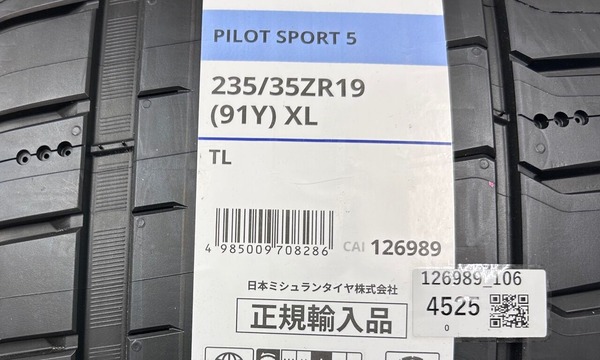 PILOT SPORT 5
235/35ZR19
(91Y) XL
TL
4 985009 708286
CAI 126989
日本ミシュランタイヤ株式会社
正規輸入品
126989_106
4525
0